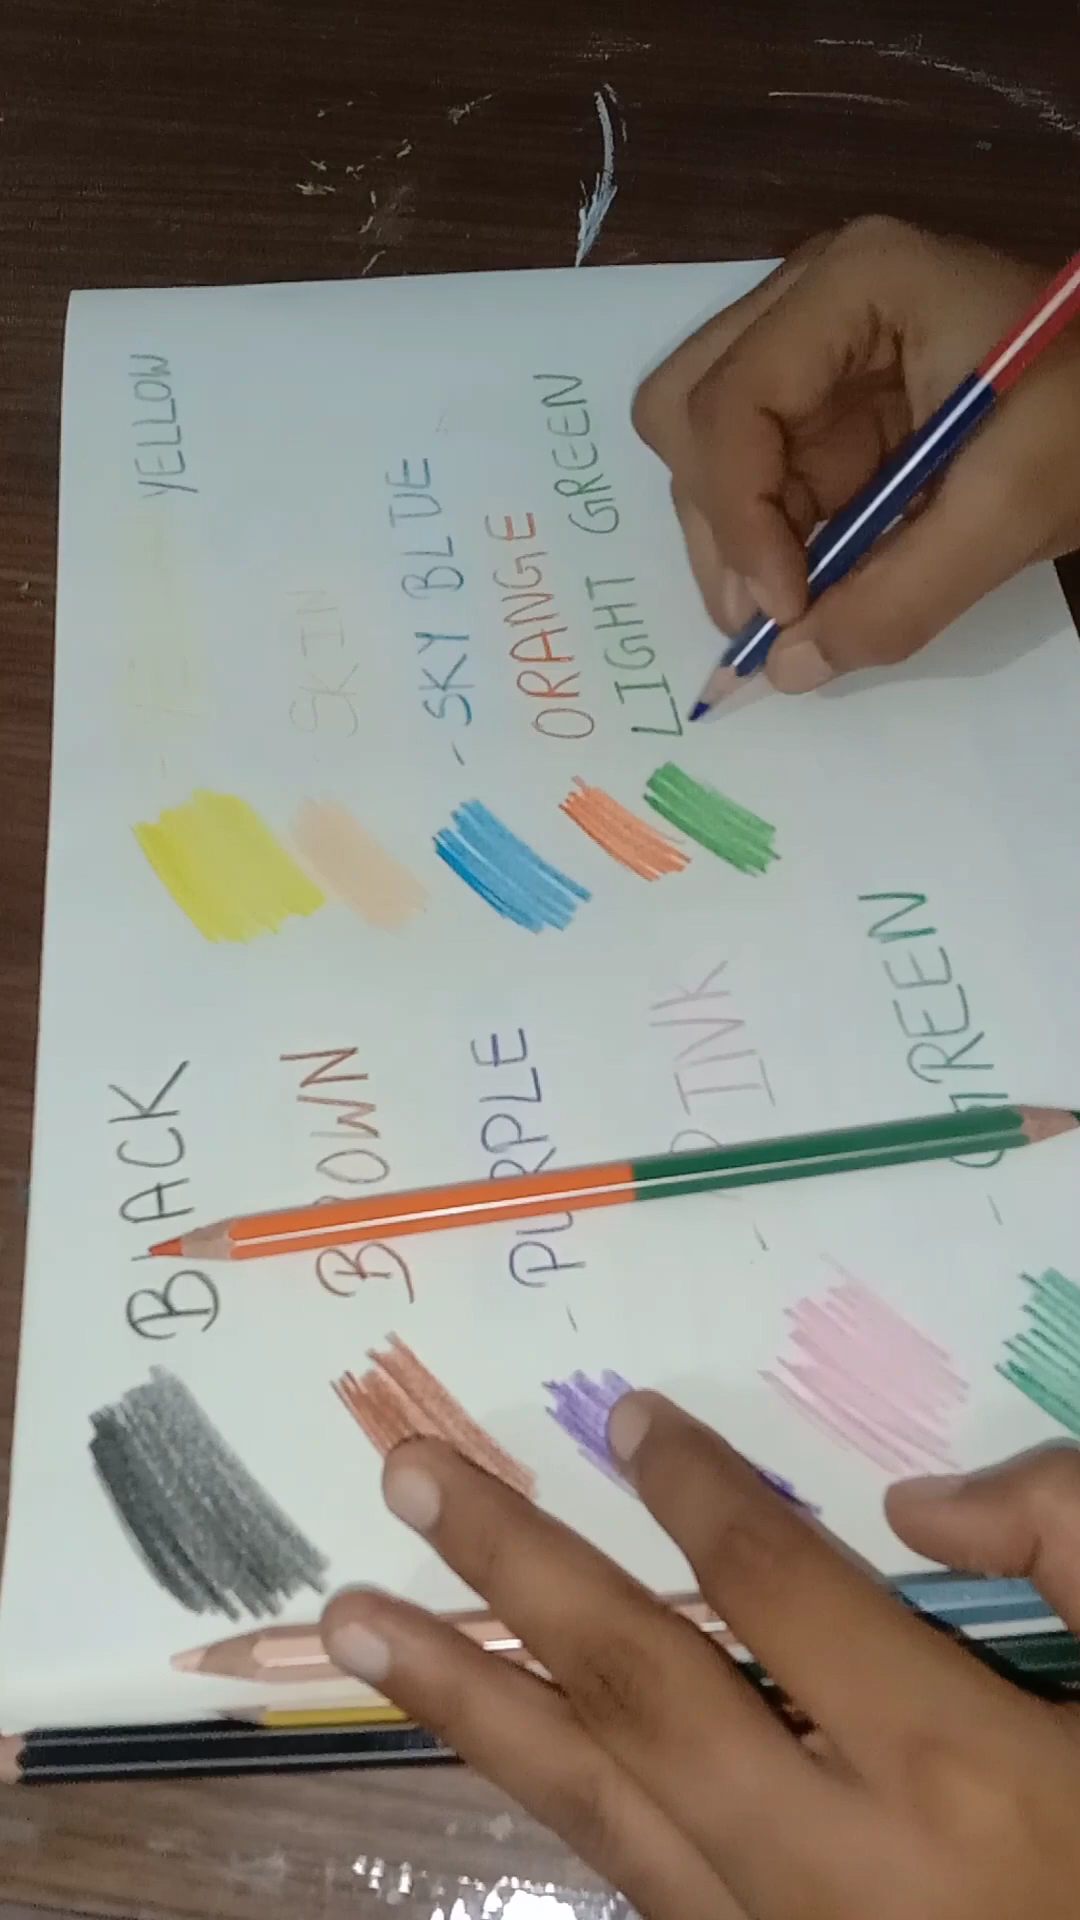 BLACK
BROWN
- PURPLE
- PINK
- GREEN
YELLOW
SKIN
- SKY BLUE
ORANGE
LIGHT GREEN